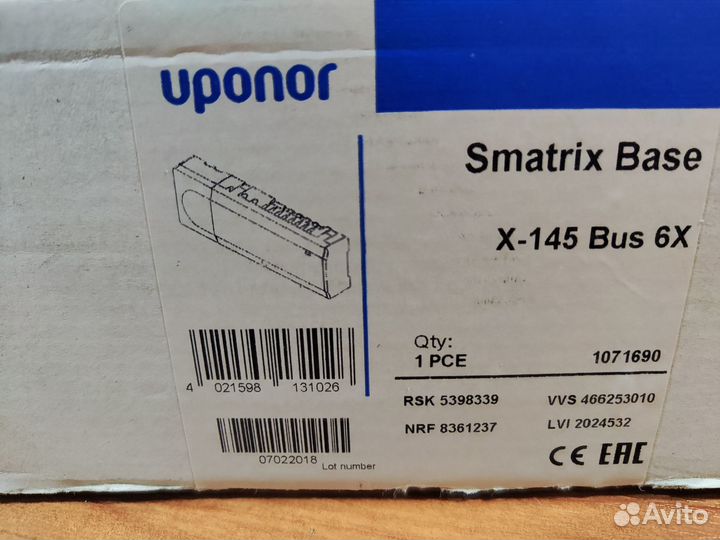 uponor
Smatrix Base
X-145 Bus 6X
Qty:
1 PCE 1071690
4 021598 131026
RSK 5398339 VVS 466253010
NRF 8361237 LVI 2024532
07022018
Lot number
CE EAC
Avito